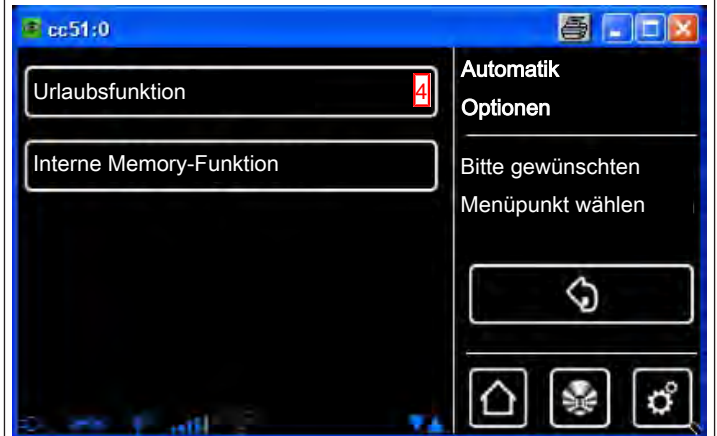 cc51:0
Urlaubsfunktion 4
Interne Memory-Funktion
Automatik
Optionen
Bitte gewünschten
Menüpunkt wählen